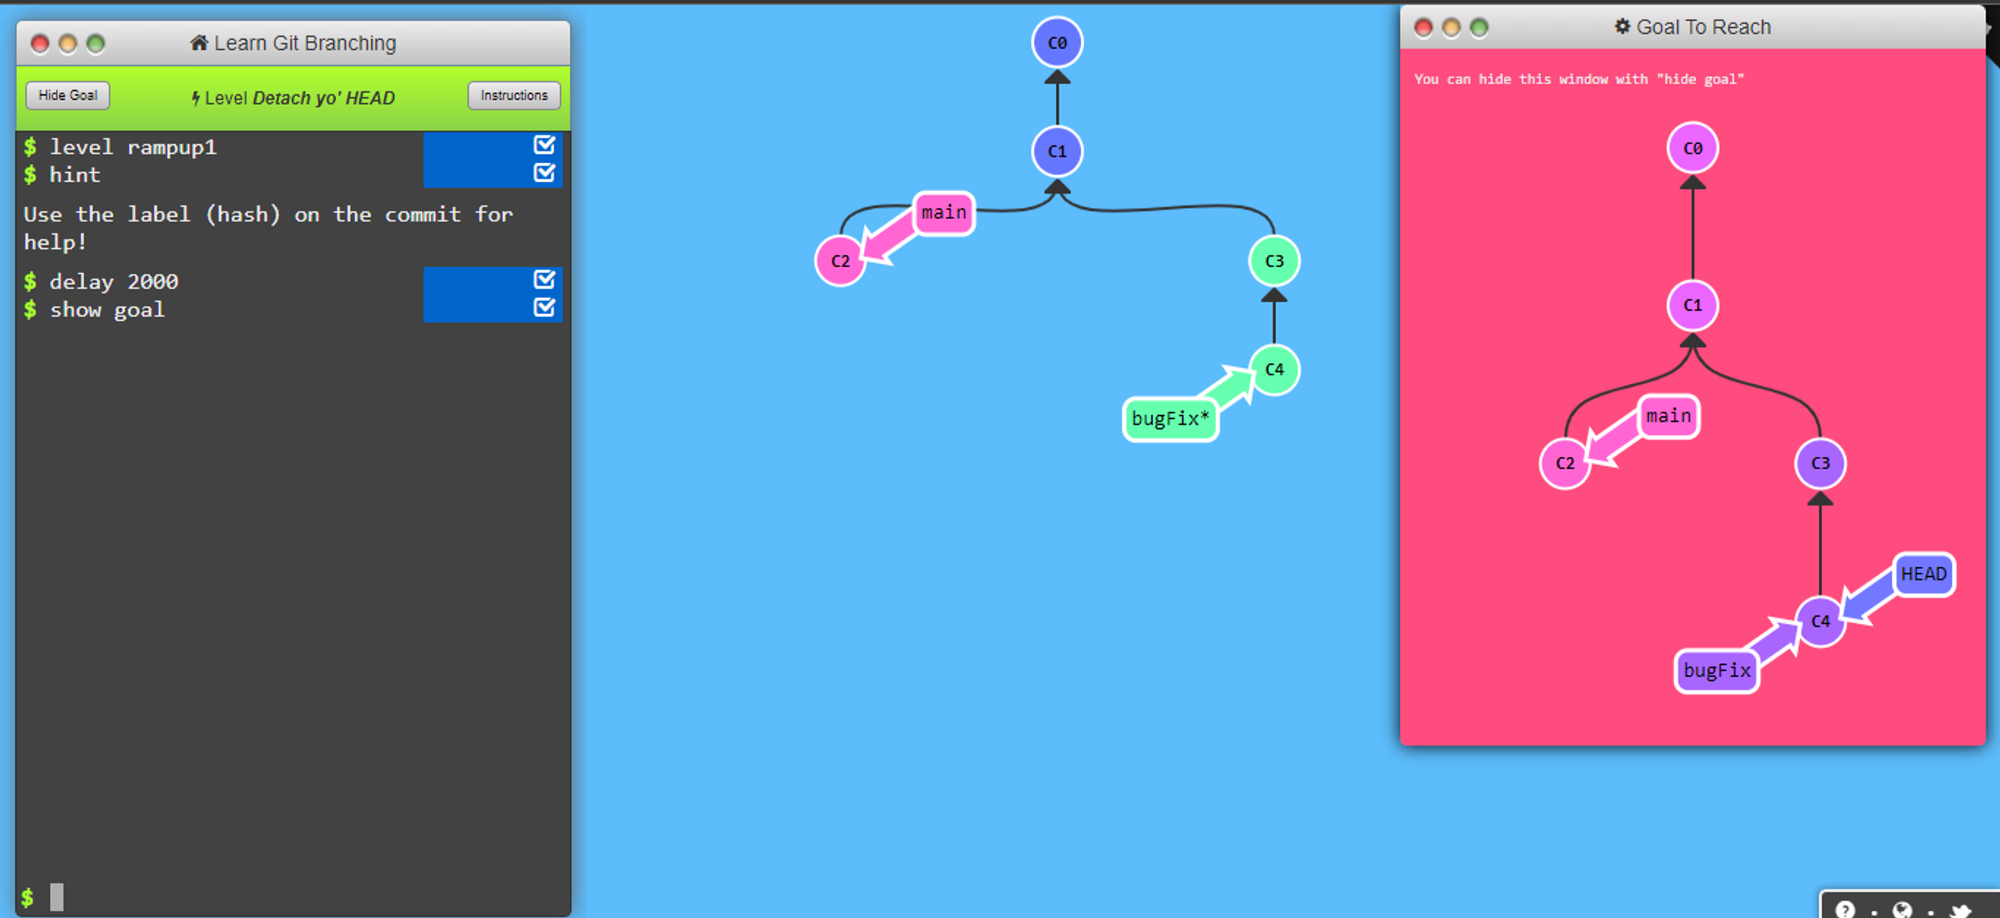 Learn Git Branching
Hide Goal
Level Detach yo' HEAD
Instructions
$ level rampup1
$ hint
Use the label (hash) on the commit for
help!
$ delay 2000
$ show goal
$
C0
C1
main
C2
C3
C4
bugFix*
Goal To Reach
You can hide this window with "hide goal"
C0
C1
main
C2
C3
HEAD
C4
bugFix
?